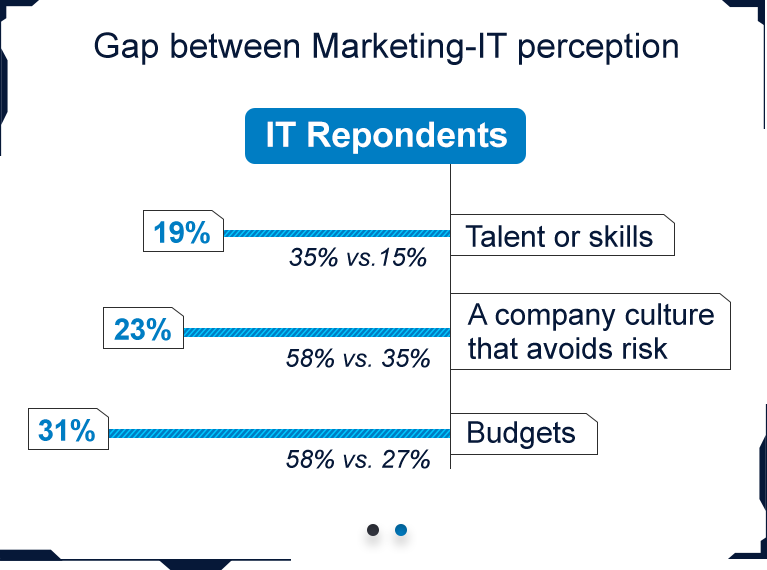 Gap between Marketing-IT perception
IT Repondents
19%
Talent or skills
35% vs.15%
23%
A company culture
that avoids risk
58% vs. 35%
31%
Budgets
58% vs. 27%